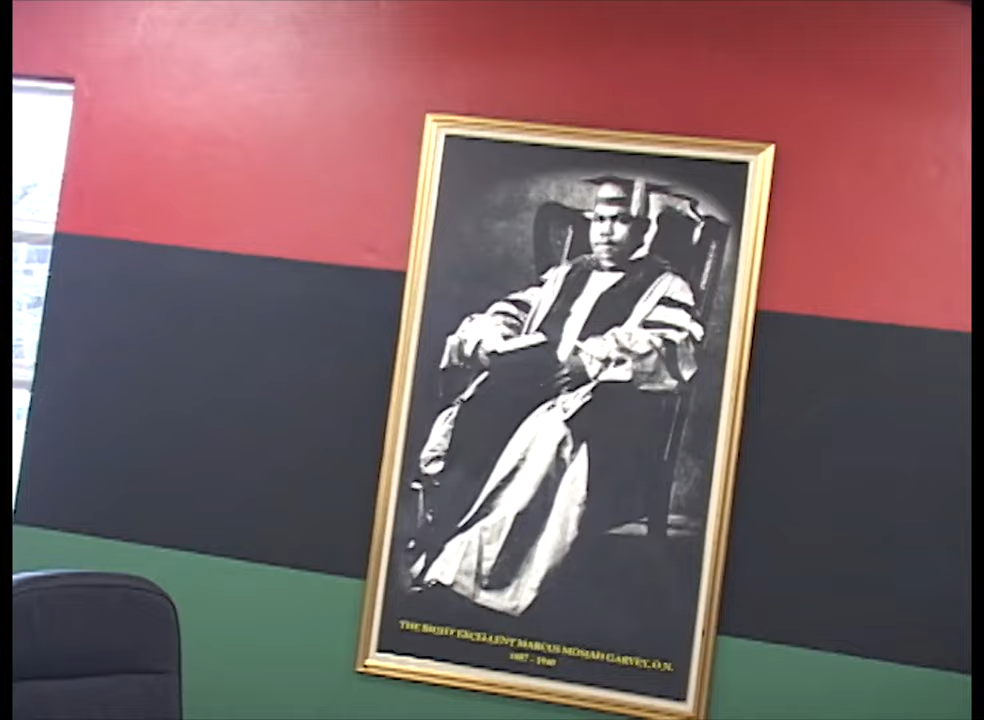 THE RIGHT EXCELLENT MARCUS MOSIAH GARVEY, O.N.
1887 - 1940